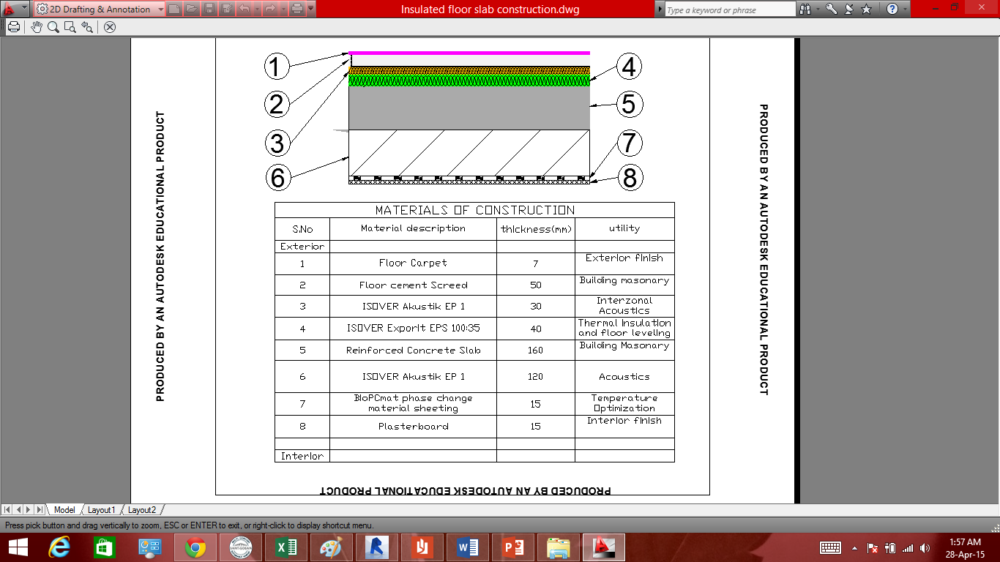 2D Drafting & Annotation
Insulated floor slab construction.dwg
Type a keyword or phrase
1
2
3
6
4
5
7
8
PRODUCED BY AN AUTODESK EDUCATIONAL PRODUCT
PRODUCED BY AN AUTODESK EDUCATIONAL PRODUCT
MATERIALS OF CONSTRUCTION
S.No Material description thickness(mm) utility
Exterior
1 Floor Carpet 7 Exterior finish
2 Floor cement Screed 50 Building masonary
3 ISOVER Akustik EP 1 30 Interzonal
Acoustics
4 ISOVER Exporit EPS 100:35 40 Thermal insulation
and floor leveling
5 Reinforced Concrete Slab 160 Building Masonary
6 ISOVER Akustik EP 1 120 Acoustics
7 BioPCmat phase change
material sheeting 15 Temperature
Optimization
8 Plasterboard 15 Interior finish
Interior
PRODUCED BY AN AUTODESK EDUCATIONAL PRODUCT
Model Layout1 Layout2
Press pick button and drag vertically to zoom, ESC or ENTER to exit, or right-click to display shortcut menu.
1:57 AM
28-Apr-15